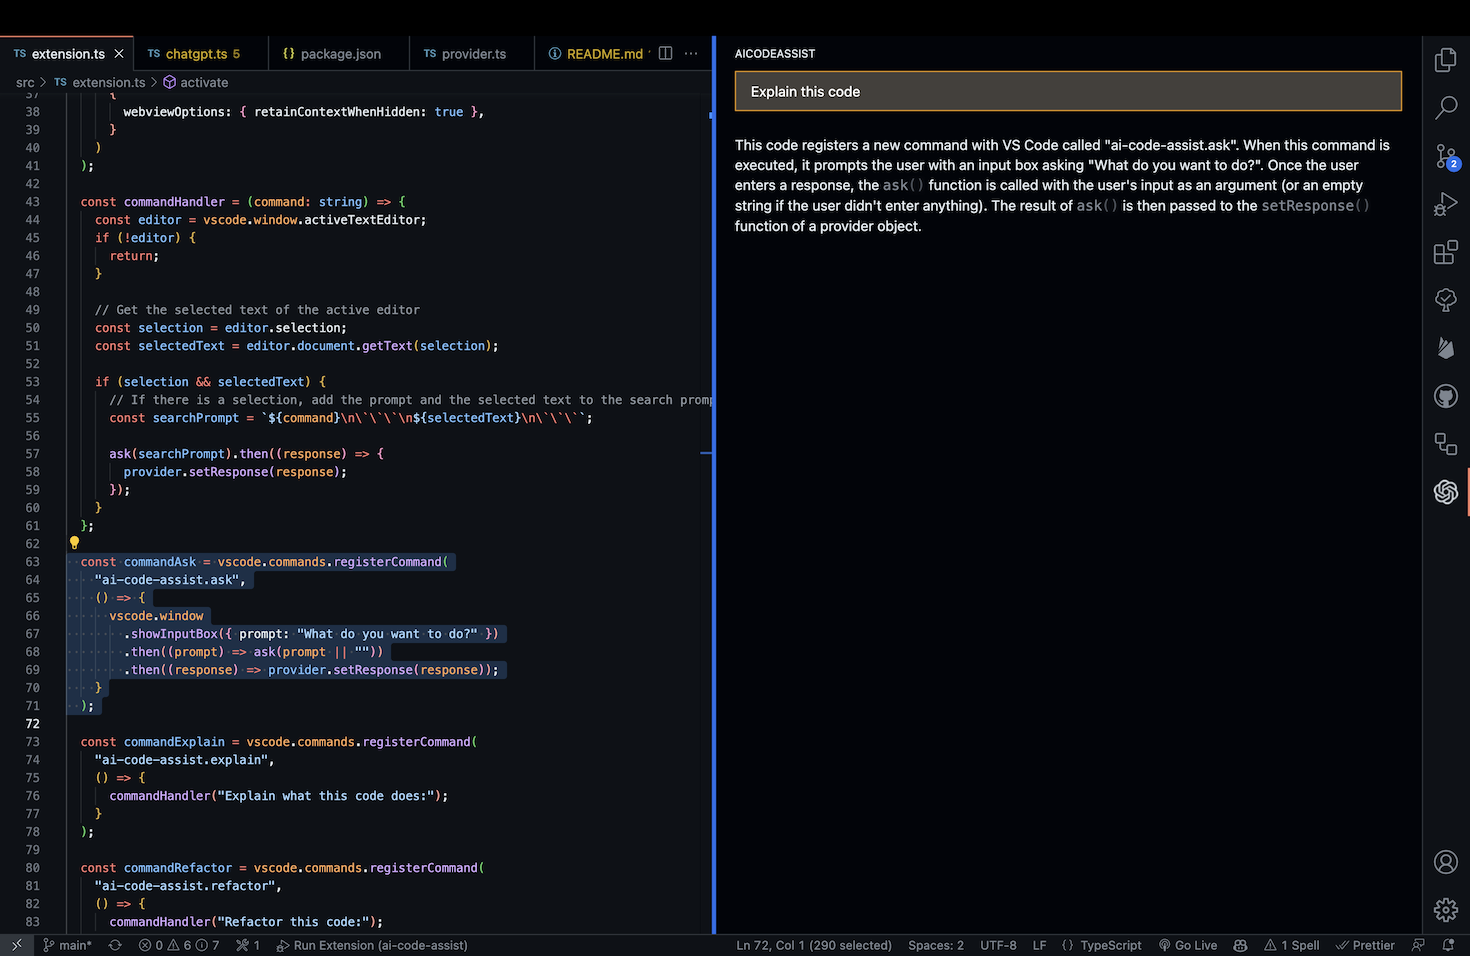 TS extension.ts
TS chatgpt.ts 5
{} package.json
TS provider.ts
README.md
src > TS extension.ts > activate
37 {
38 webviewOptions: { retainContextWhenHidden: true },
39 }
40 )
41 );
42
43 const commandHandler = (command: string) => {
44 const editor = vscode.window.activeTextEditor;
45 if (!editor) {
46 return;
47 }
48
49 // Get the selected text of the active editor
50 const selection = editor.selection;
51 const selectedText = editor.document.getText(selection);
52
53 if (selection && selectedText) {
54 // If there is a selection, add the prompt and the selected text to the search promp
55 const searchPrompt = `${command}\n\`\`\`\n${selectedText}\n\`\`\``;
56
57 ask(searchPrompt).then((response) => {
58 provider.setResponse(response);
59 });
60 }
61 };
62
63 const commandAsk = vscode.commands.registerCommand(
64 "ai-code-assist.ask",
65 () => {
66 vscode.window
67 .showInputBox({ prompt: "What do you want to do?" })
68 .then((prompt) => ask(prompt || ""))
69 .then((response) => provider.setResponse(response));
70 }
71 );
72
73 const commandExplain = vscode.commands.registerCommand(
74 "ai-code-assist.explain",
75 () => {
76 commandHandler("Explain what this code does:");
77 }
78 );
79
80 const commandRefactor = vscode.commands.registerCommand(
81 "ai-code-assist.refactor",
82 () => {
83 commandHandler("Refactor this code:");
AICODEASSIST
Explain this code
This code registers a new command with VS Code called "ai-code-assist.ask". When this command is
executed, it prompts the user with an input box asking "What do you want to do?". Once the user
enters a response, the ask() function is called with the user's input as an argument (or an empty
string if the user didn't enter anything). The result of ask() is then passed to the setResponse()
function of a provider object.
2
main* 0 6 7 1 Run Extension (ai-code-assist) Ln 72, Col 1 (290 selected) Spaces: 2 UTF-8 LF {} TypeScript Go Live 1 Spell Prettier